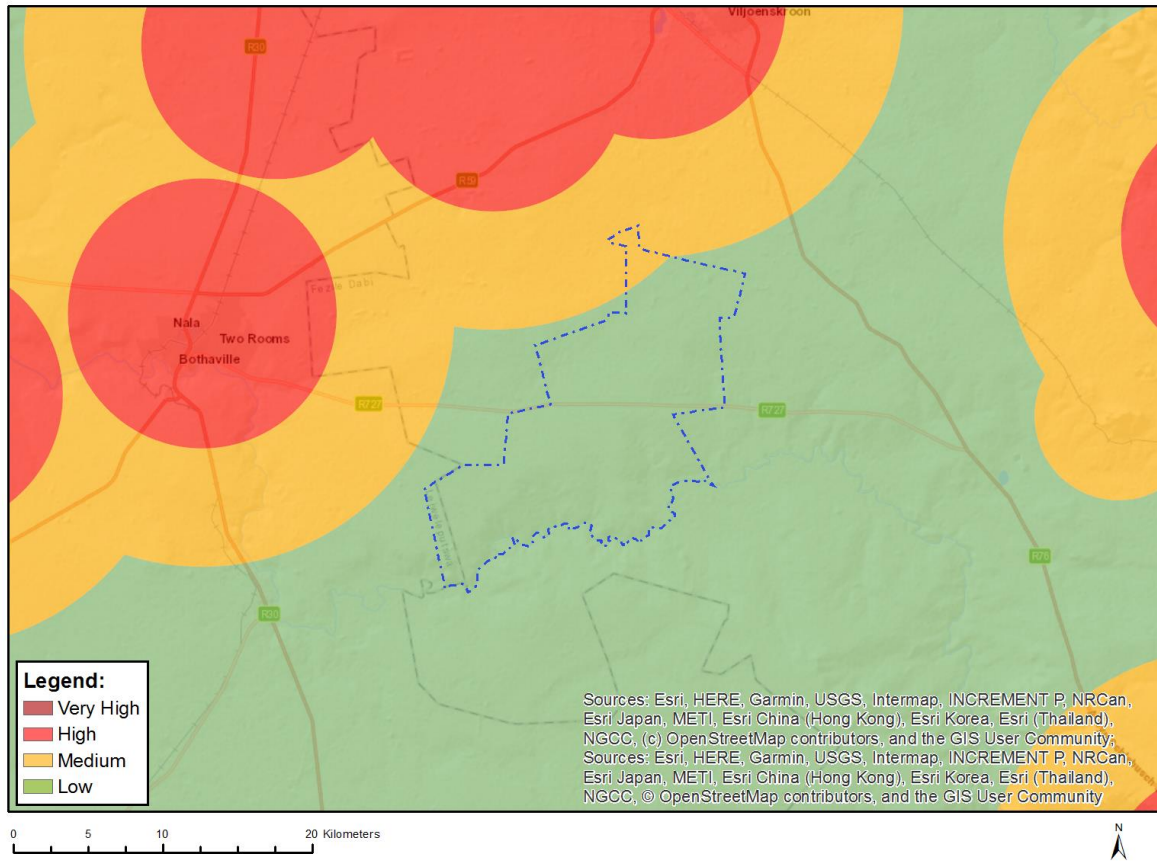 Viljoenskroon
R30
R59
Fezile Dabi
Nala
Two Rooms
Bothaville
R727
R727
R76
R30
Legend:
Very High
High
Medium
Low
Sources: Esri, HERE, Garmin, USGS, Intermap, INCREMENT P, NRCan,
Esri Japan, METI, Esri China (Hong Kong), Esri Korea, Esri (Thailand),
NGCC, (c) OpenStreetMap contributors, and the GIS User Community;
Sources: Esri, HERE, Garmin, USGS, Intermap, INCREMENT P, NRCan,
Esri Japan, METI, Esri China (Hong Kong), Esri Korea, Esri (Thailand),
NGCC, © OpenStreetMap contributors, and the GIS User Community
0 5 10 20 Kilometers
N